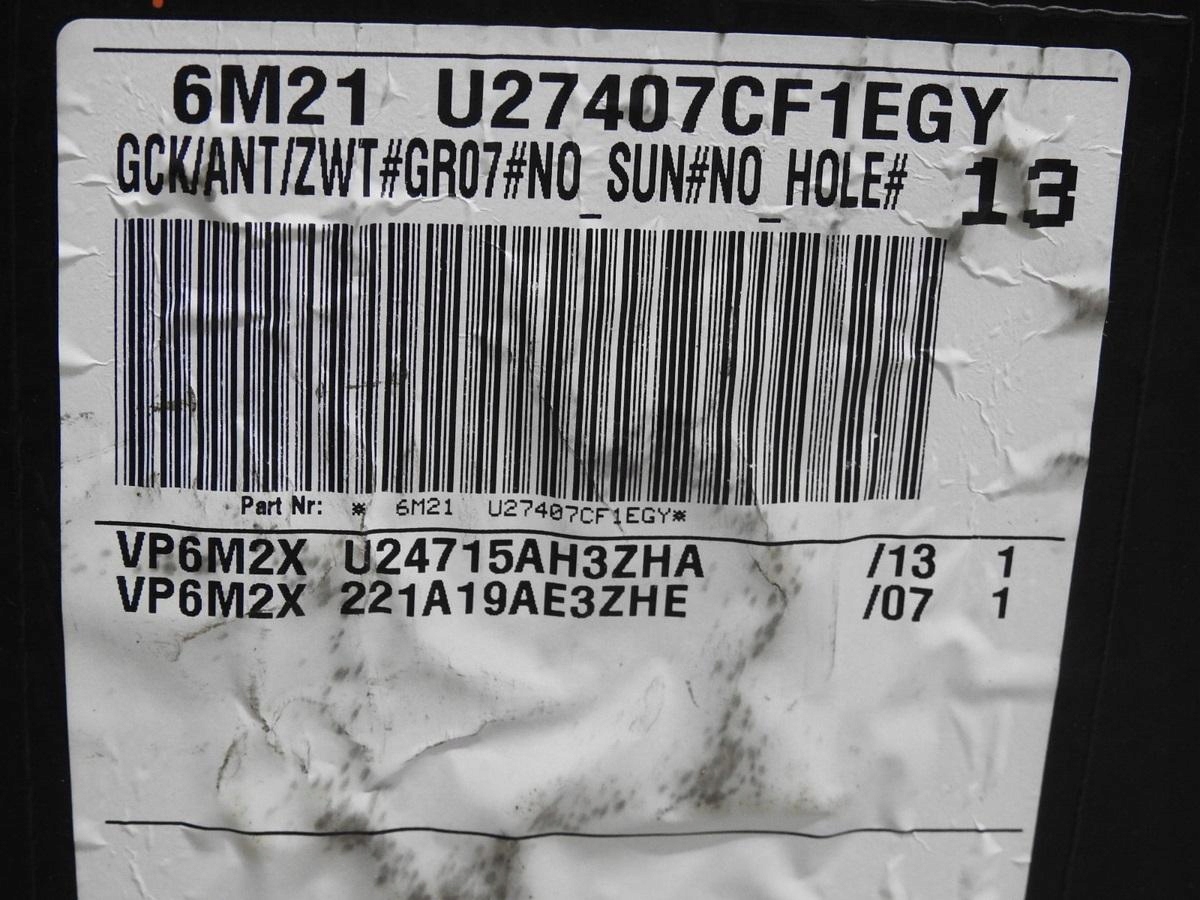 6M21 U27407CF1EGY
GCK/ANT/ZWT#GR07#NO_SUN#NO_HOLE# 13
Part Nr: * 6M21 U27407CF1EGY*
VP6M2X U24715AH3ZHA /13 1
VP6M2X 221A19AE3ZHE /07 1